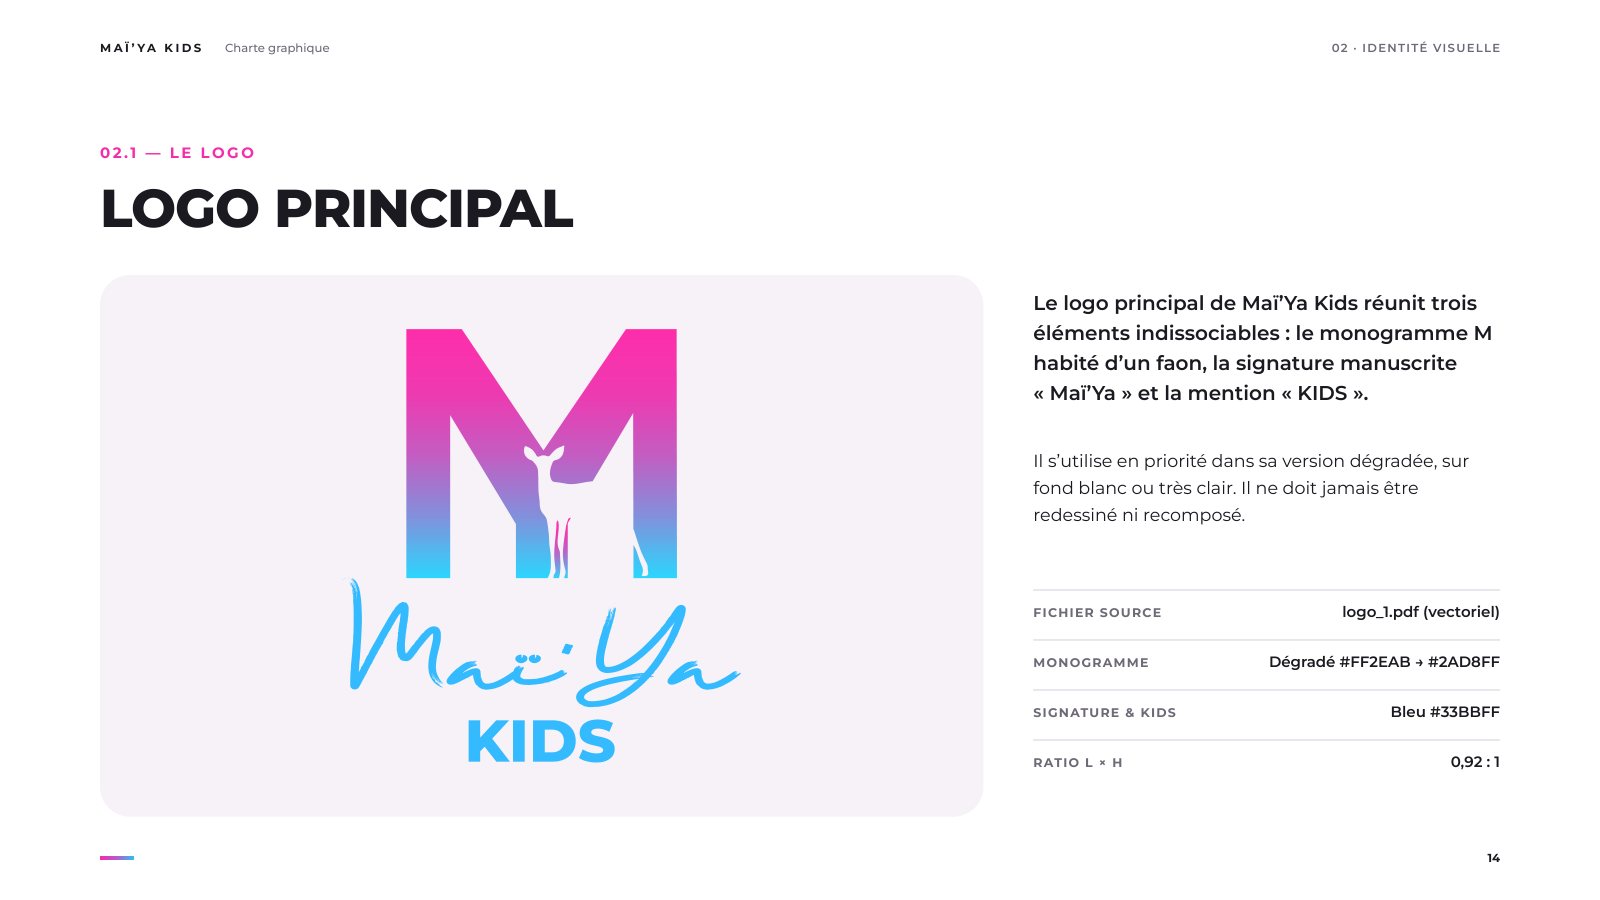 MAÏ’YA KIDS Charte graphique
02 · IDENTITÉ VISUELLE
02.1 — LE LOGO
LOGO PRINCIPAL
M
Maï'Ya
KIDS
Le logo principal de Maï’Ya Kids réunit trois
éléments indissociables : le monogramme M
habité d’un faon, la signature manuscrite
« Maï’Ya » et la mention « KIDS ».
Il s’utilise en priorité dans sa version dégradée, sur
fond blanc ou très clair. Il ne doit jamais être
redessiné ni recomposé.
FICHIER SOURCE logo_1.pdf (vectoriel)
MONOGRAMME Dégradé #FF2EAB → #2AD8FF
SIGNATURE & KIDS Bleu #33BBFF
RATIO L × H 0,92 : 1
14